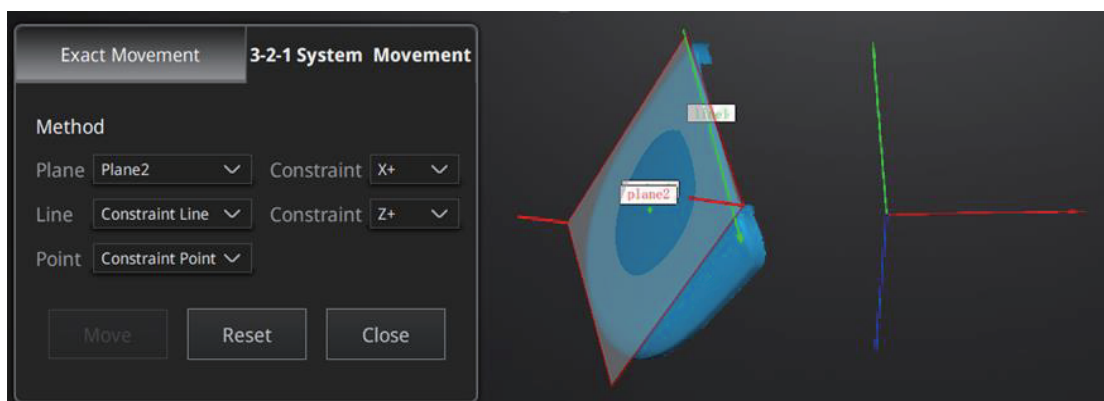 Exact Movement
3-2-1 System Movement
Method
Plane Plane2 Constraint X+
Line Constraint Line Constraint Z+
Point Constraint Point
Move Reset Close
plane2